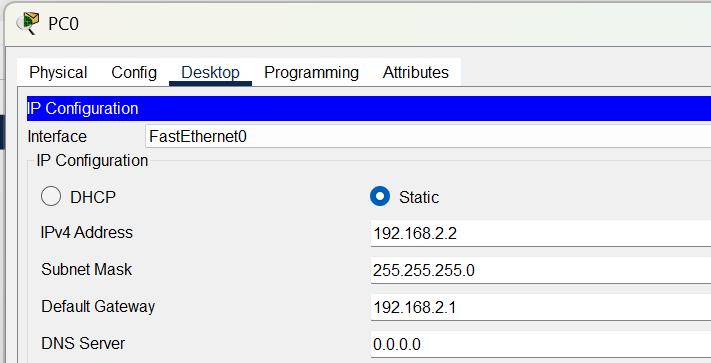 PC0
Physical Config Desktop Programming Attributes
IP Configuration
Interface FastEthernet0
IP Configuration
DHCP Static
IPv4 Address 192.168.2.2
Subnet Mask 255.255.255.0
Default Gateway 192.168.2.1
DNS Server 0.0.0.0